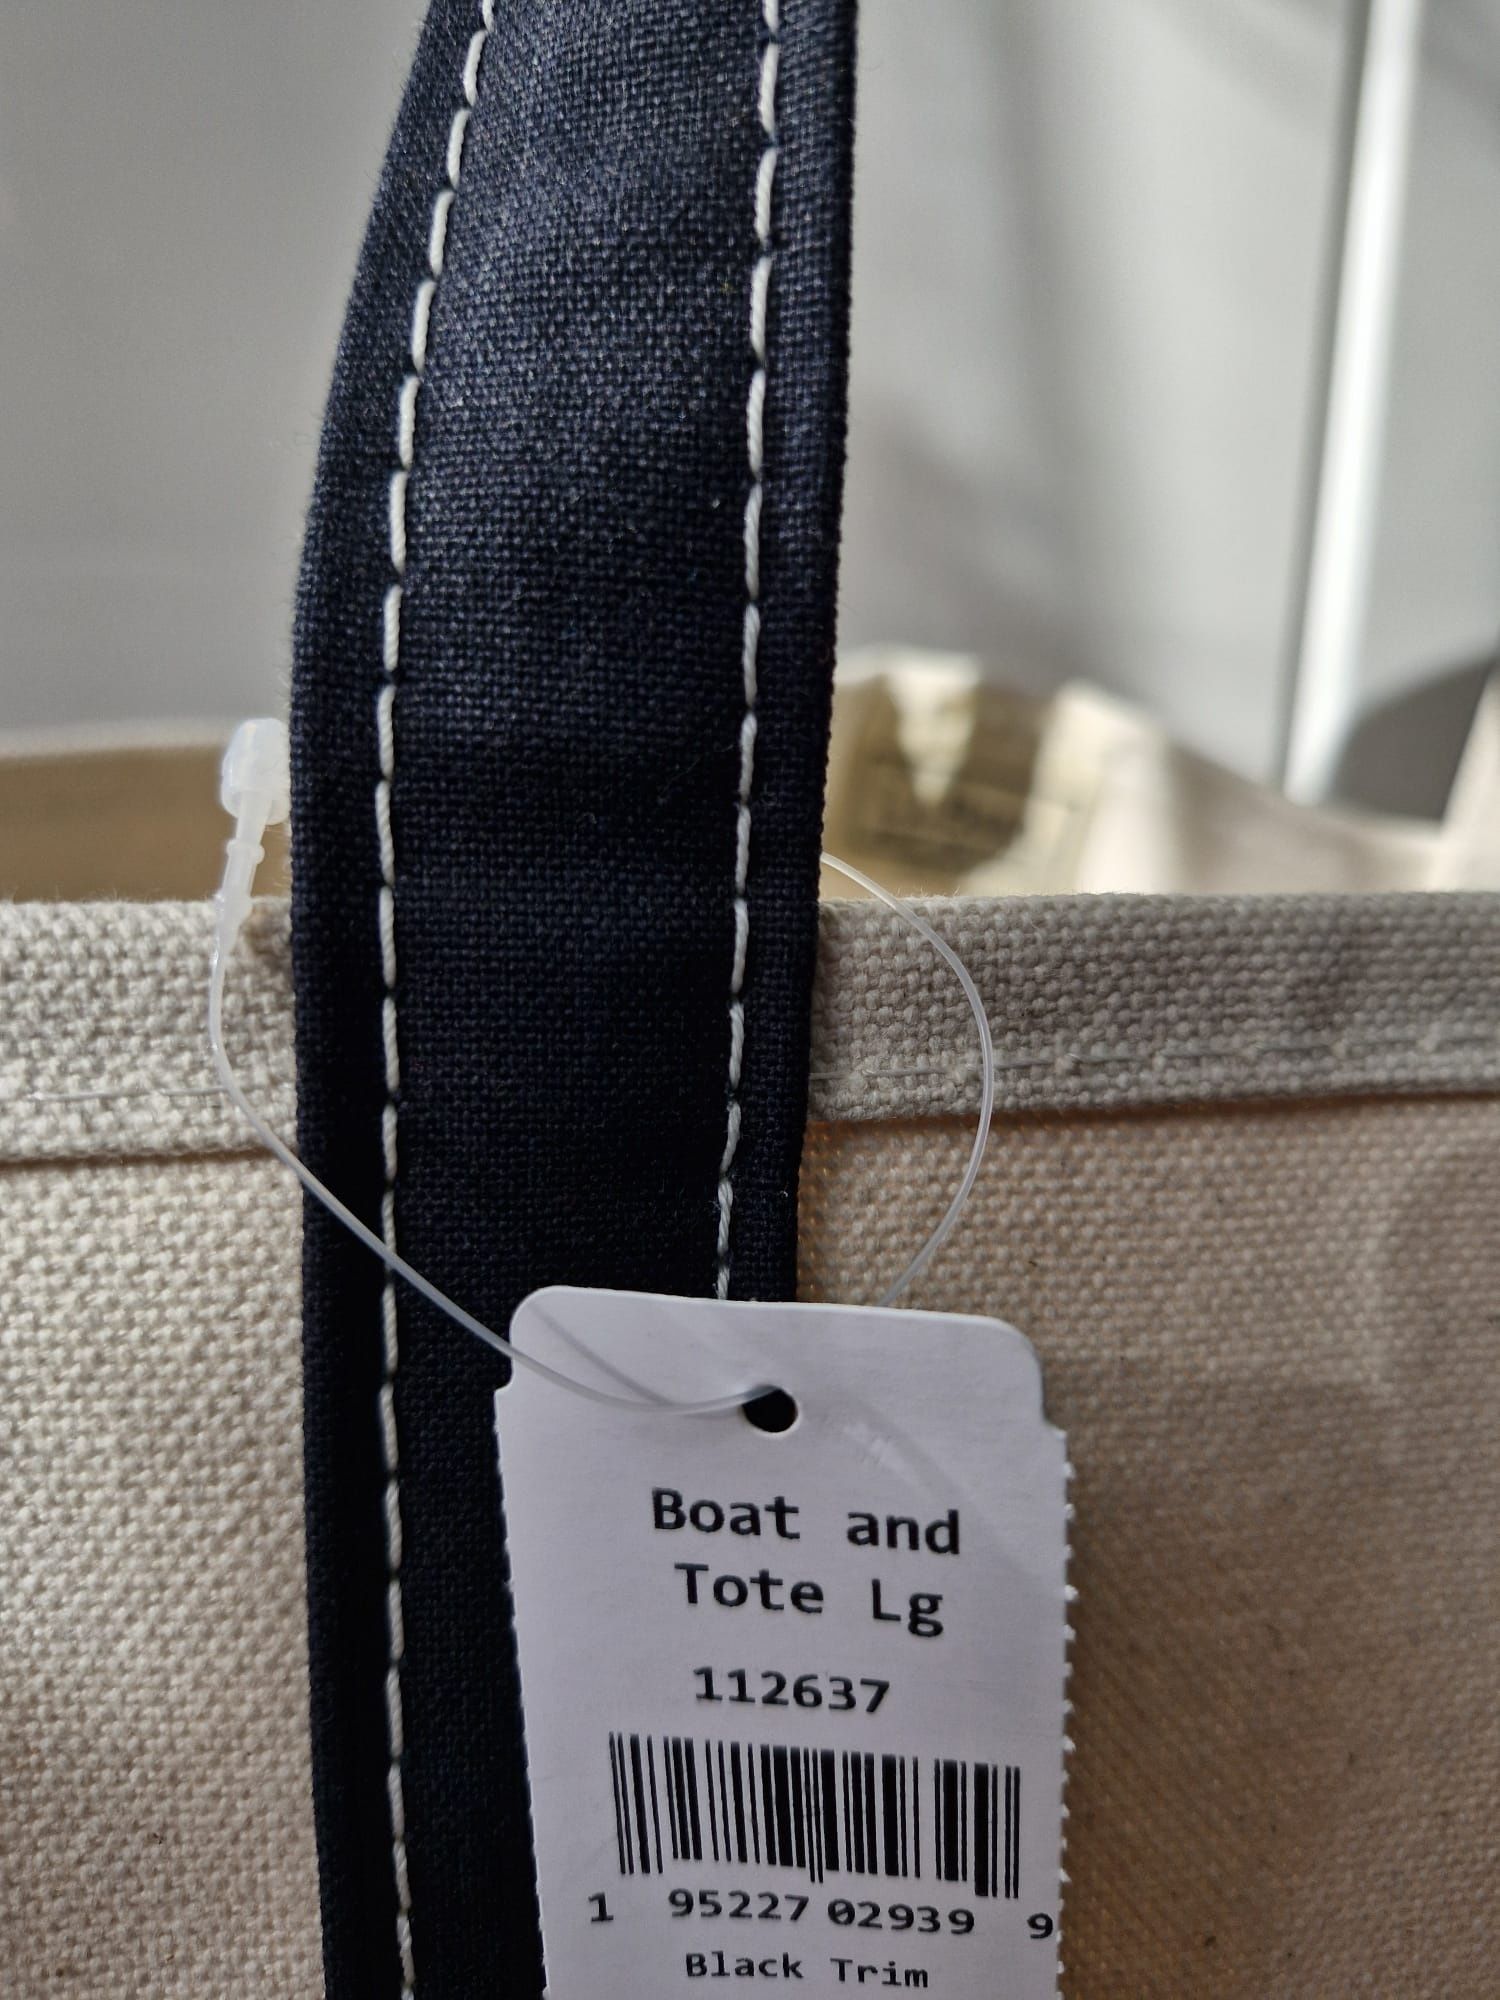 Boat and
Tote Lg
112637
1 95227 02939 9
Black Trim